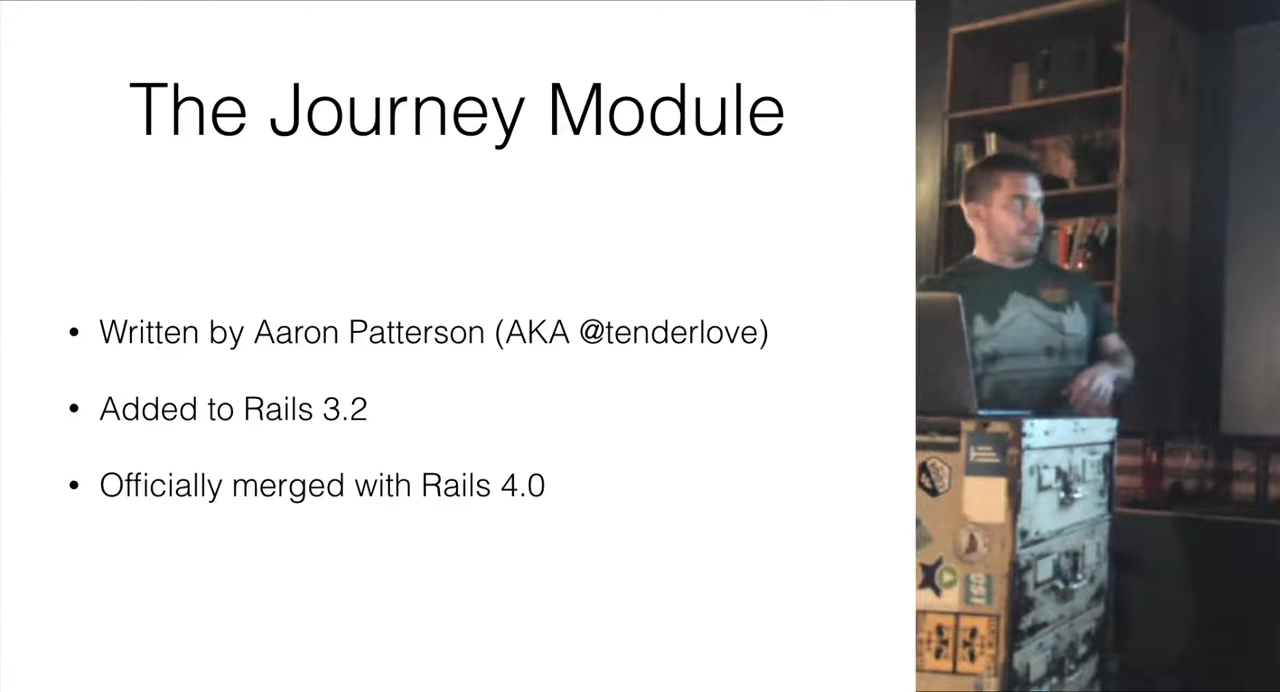 The Journey Module
• Written by Aaron Patterson (AKA @tenderlove)
• Added to Rails 3.2
• Officially merged with Rails 4.0